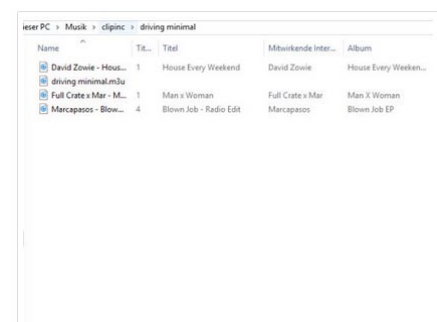 ieser PC > Musik > clipinc > driving minimal
Name Tit... Titel Mitwirkende Inter... Album
David Zowie - Hous... 1 House Every Weekend David Zowie House Every Weeken...
driving minimal.m3u
Full Crate x Mar - M... 1 Man x Woman Full Crate x Mar Man X Woman
Marcapasos - Blow... 4 Blown Job - Radio Edit Marcapasos Blown Job EP